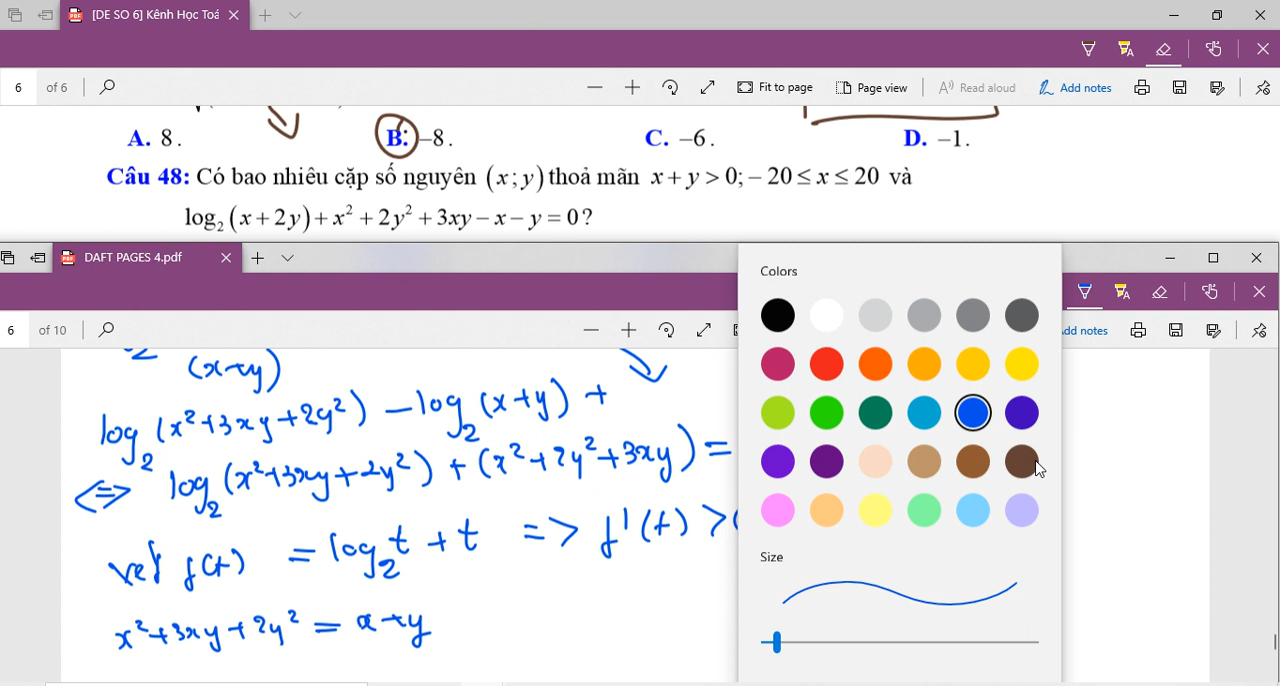 [DE SO 6] Kênh Học Toá
6 of 6
Fit to page
Page view
Read aloud
Add notes
A. 8. B. –8. C. –6. D. –1.
Câu 48: Có bao nhiêu cặp số nguyên (x; y) thoả mãn x + y > 0; – 20 ≤ x ≤ 20 và
log₂(x + 2y) + x² + 2y² + 3xy – x – y = 0?
DAFT PAGES 4.pdf
6 of 10
dd notes
Colors
(x+y)
log₂(x²+3xy+2y²) – log₂(x+y) +
<=> log₂(x²+3xy+2y²) + (x²+2y²+3xy) =
f(t) = log₂t + t => f'(t) >
x²+3xy+2y² = x+y
Size